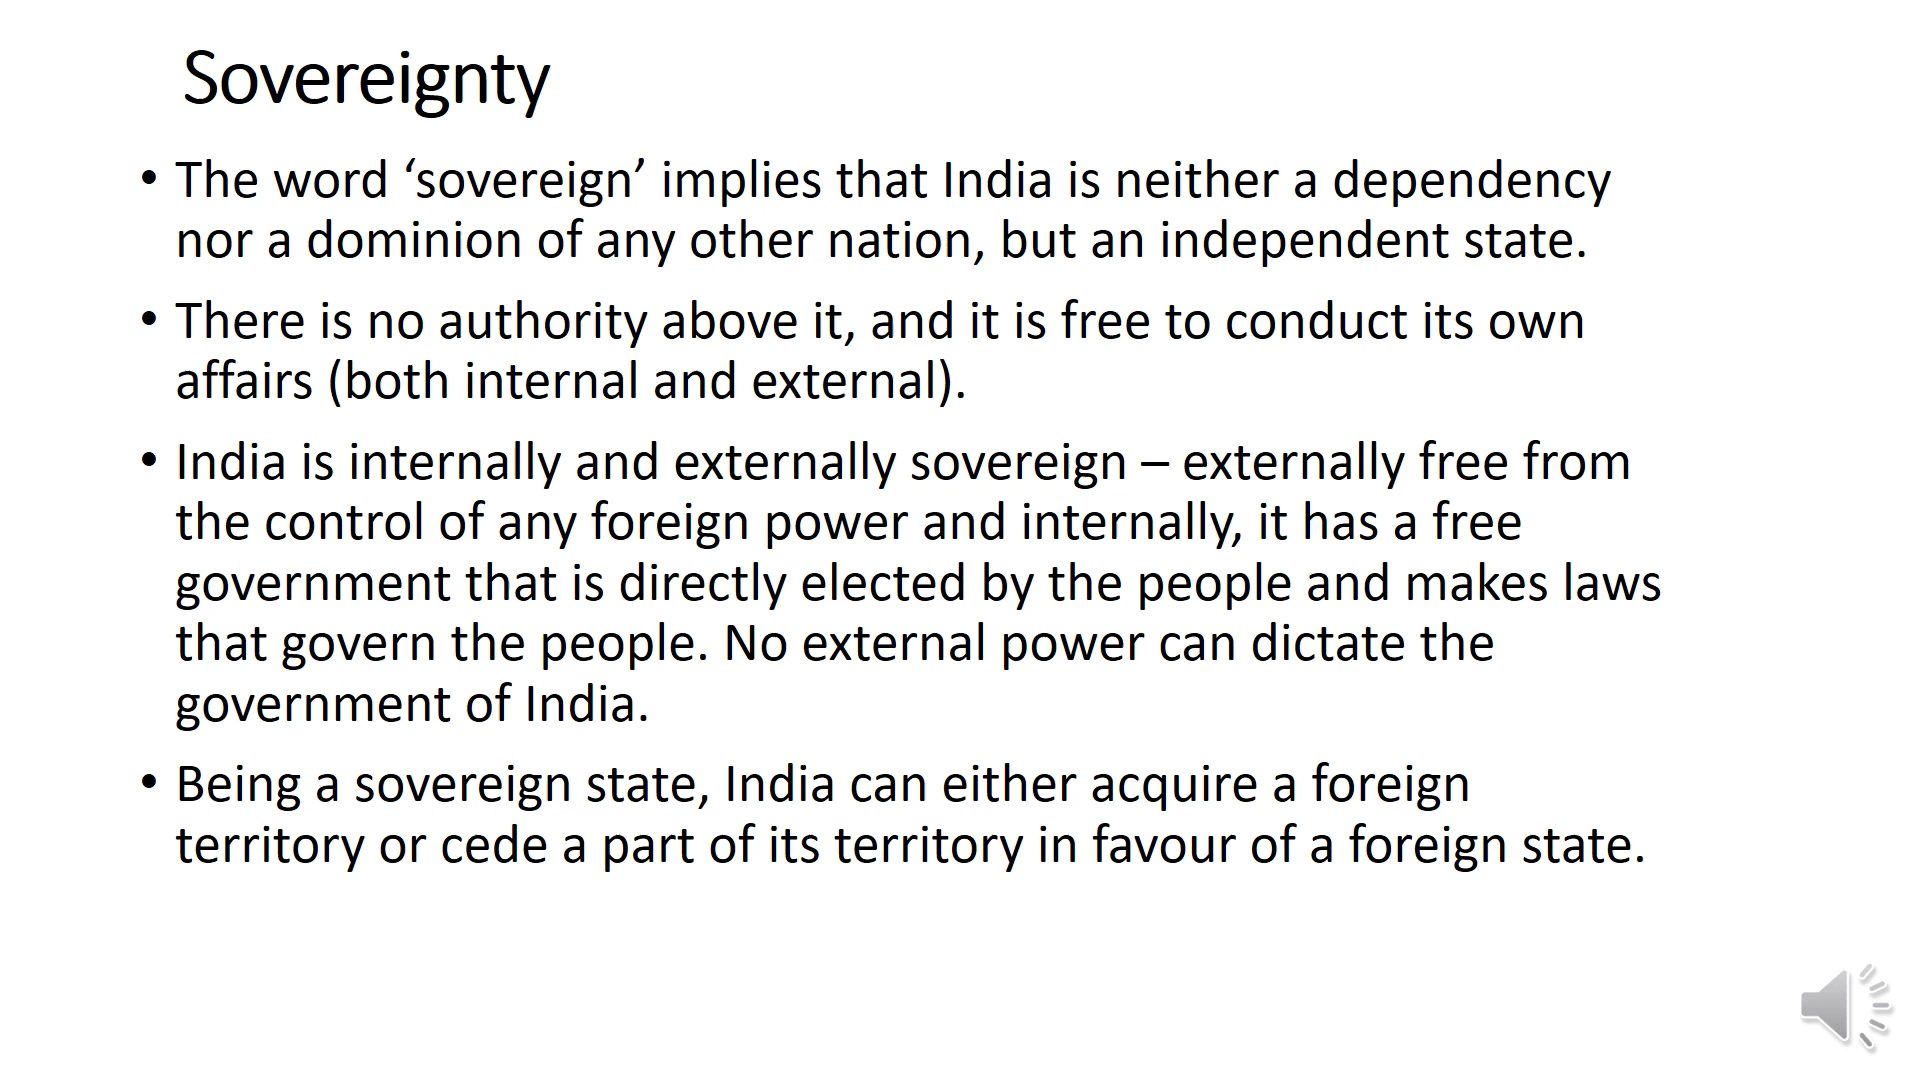 Sovereignty
• The word ‘sovereign’ implies that India is neither a dependency
nor a dominion of any other nation, but an independent state.
• There is no authority above it, and it is free to conduct its own
affairs (both internal and external).
• India is internally and externally sovereign – externally free from
the control of any foreign power and internally, it has a free
government that is directly elected by the people and makes laws
that govern the people. No external power can dictate the
government of India.
• Being a sovereign state, India can either acquire a foreign
territory or cede a part of its territory in favour of a foreign state.